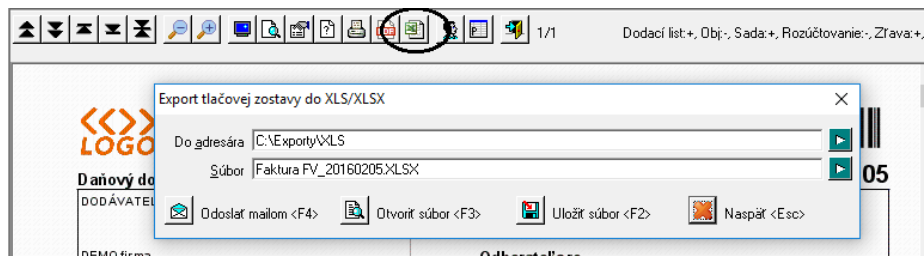 1/1 Dodací list:+, Obj:-, Sada:+, Rozúčtovanie:-, Zľava:+,
Export tlačovej zostavy do XLS/XLSX
LOGO
Do adresára C:\Exporty\XLS
Súbor Faktura FV_20160205.XLSX
05
Daňový do
DODÁVATEĽ
Odoslať mailom <F4> Otvoriť súbor <F3> Uložiť súbor <F2> Naspäť <Esc>
DEMO firma